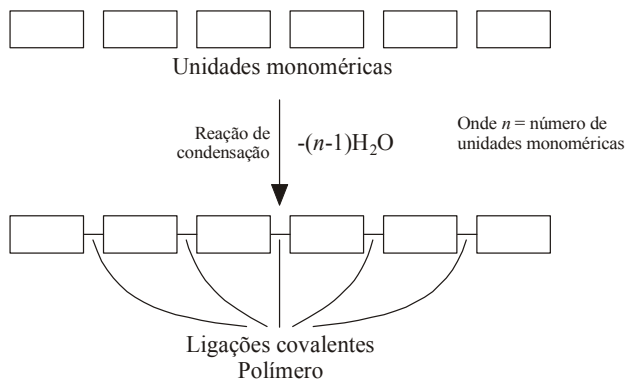 Unidades monoméricas
Reação de
condensação
-(n-1)H₂O
Onde n = número de
unidades monoméricas
Ligações covalentes
Polímero